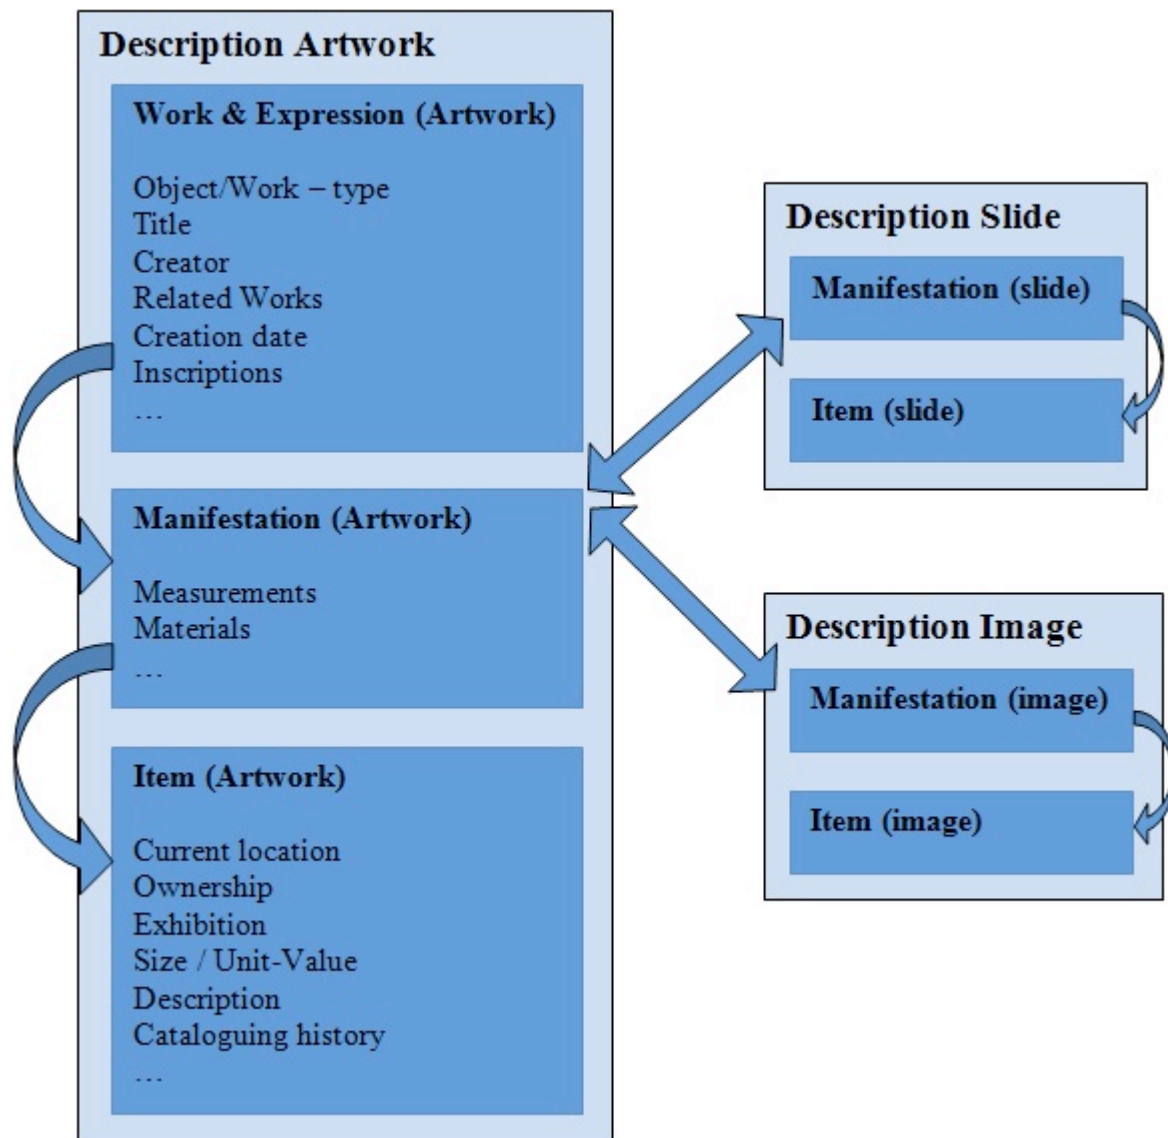 Description Artwork
Work & Expression (Artwork)
Object/Work – type
Title
Creator
Related Works
Creation date
Inscriptions
…
Manifestation (Artwork)
Measurements
Materials
…
Item (Artwork)
Current location
Ownership
Exhibition
Size / Unit-Value
Description
Cataloguing history
…
Description Slide
Manifestation (slide)
Item (slide)
Description Image
Manifestation (image)
Item (image)